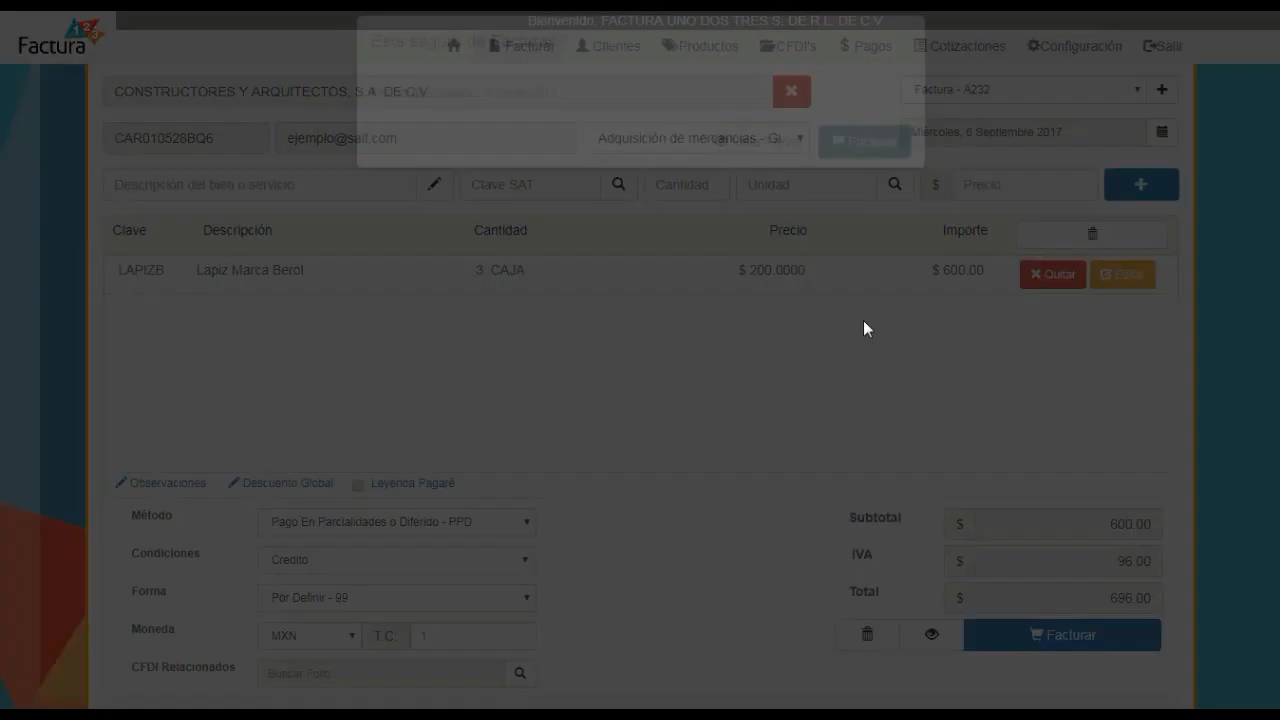 Bienvenido, FACTURA UNO DOS TRES S. DE R.L. DE C.V
Factura 123
Facturar
Clientes
Productos
CFDI's
$ Pagos
Cotizaciones
Configuración
Salir
CONSTRUCTORES Y ARQUITECTOS, S.A. DE C.V.
Factura - A232
CAR010528BQ6
ejemplo@saif.com
Adquisición de mercancias - G
Facturar
Miércoles, 6 Septiembre 2017
Descripción del bien o servicio
Clave SAT
Cantidad
Unidad
$
Precio
Clave
Descripción
Cantidad
Precio
Importe
LAPIZB
Lapiz Marca Berol
3 CAJA
$ 200.0000
$ 600.00
Quitar
Editar
Observaciones
Descuento Global
Leyenda Pagaré
Método
Pago En Parcialidades o Diferido - PPD
Condiciones
Credito
Forma
Por Definir - 99
Moneda
MXN
T.C.
1
CFDI Relacionados
Buscar Folio
Subtotal
$
600.00
IVA
$
96.00
Total
$
696.00
Facturar